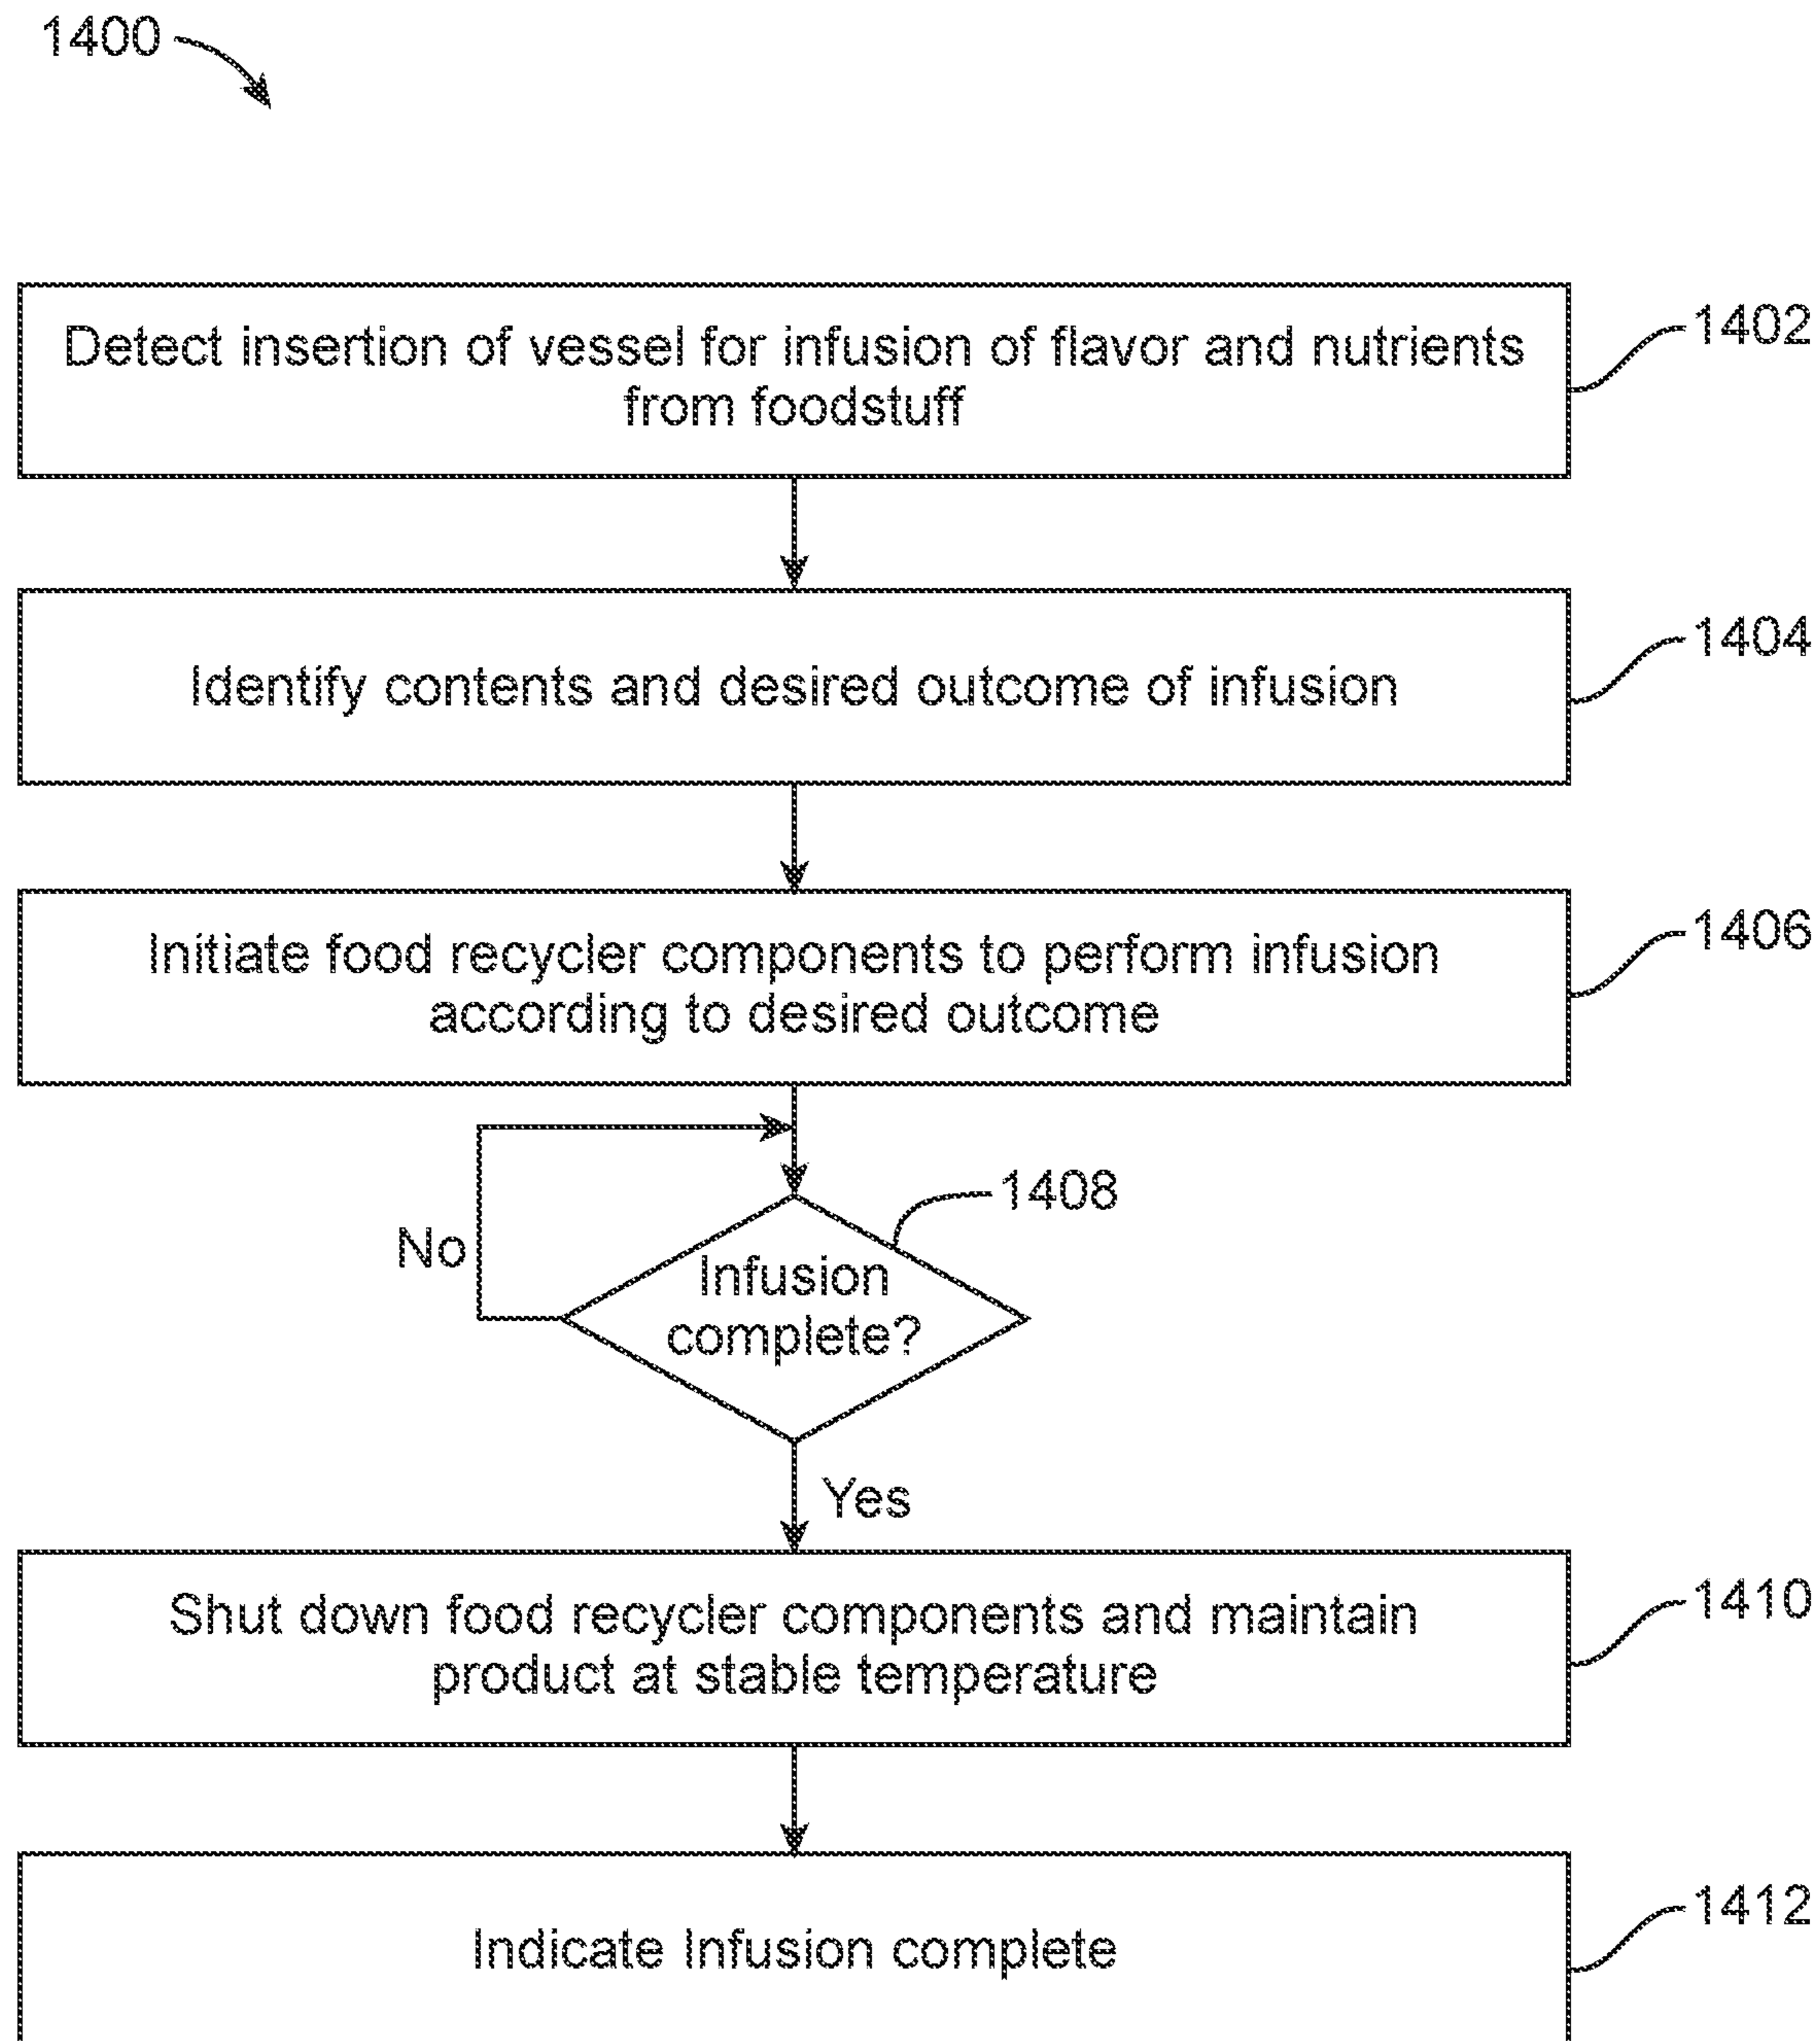 1400
Detect insertion of vessel for infusion of flavor and nutrients
from foodstuff
1402
Identify contents and desired outcome of infusion
1404
Initiate food recycler components to perform infusion
according to desired outcome
1406
No
1408
Infusion
complete?
Yes
Shut down food recycler components and maintain
product at stable temperature
1410
Indicate Infusion complete
1412